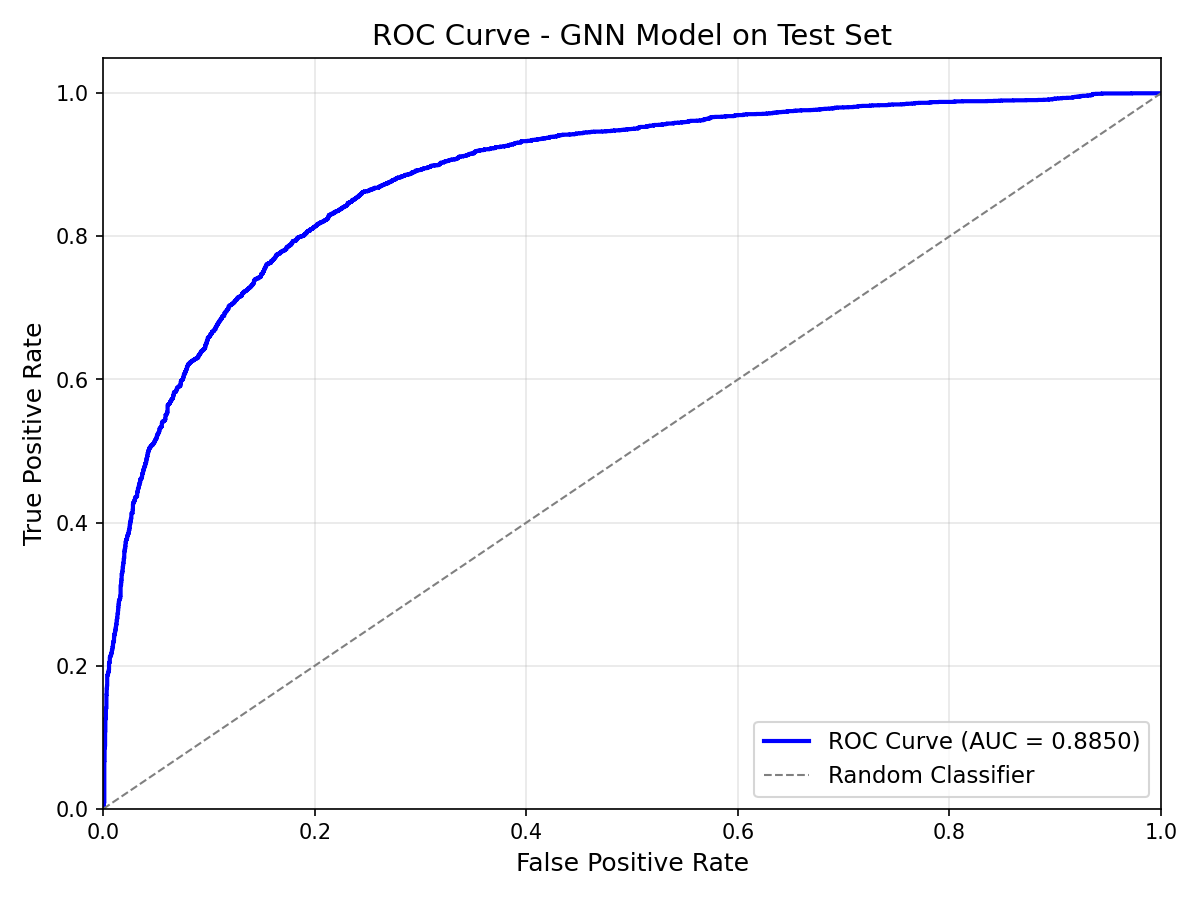 ROC Curve - GNN Model on Test Set
True Positive Rate
1.0
0.8
0.6
0.4
0.2
0.0
0.0 0.2 0.4 0.6 0.8 1.0
False Positive Rate
ROC Curve (AUC = 0.8850)
Random Classifier